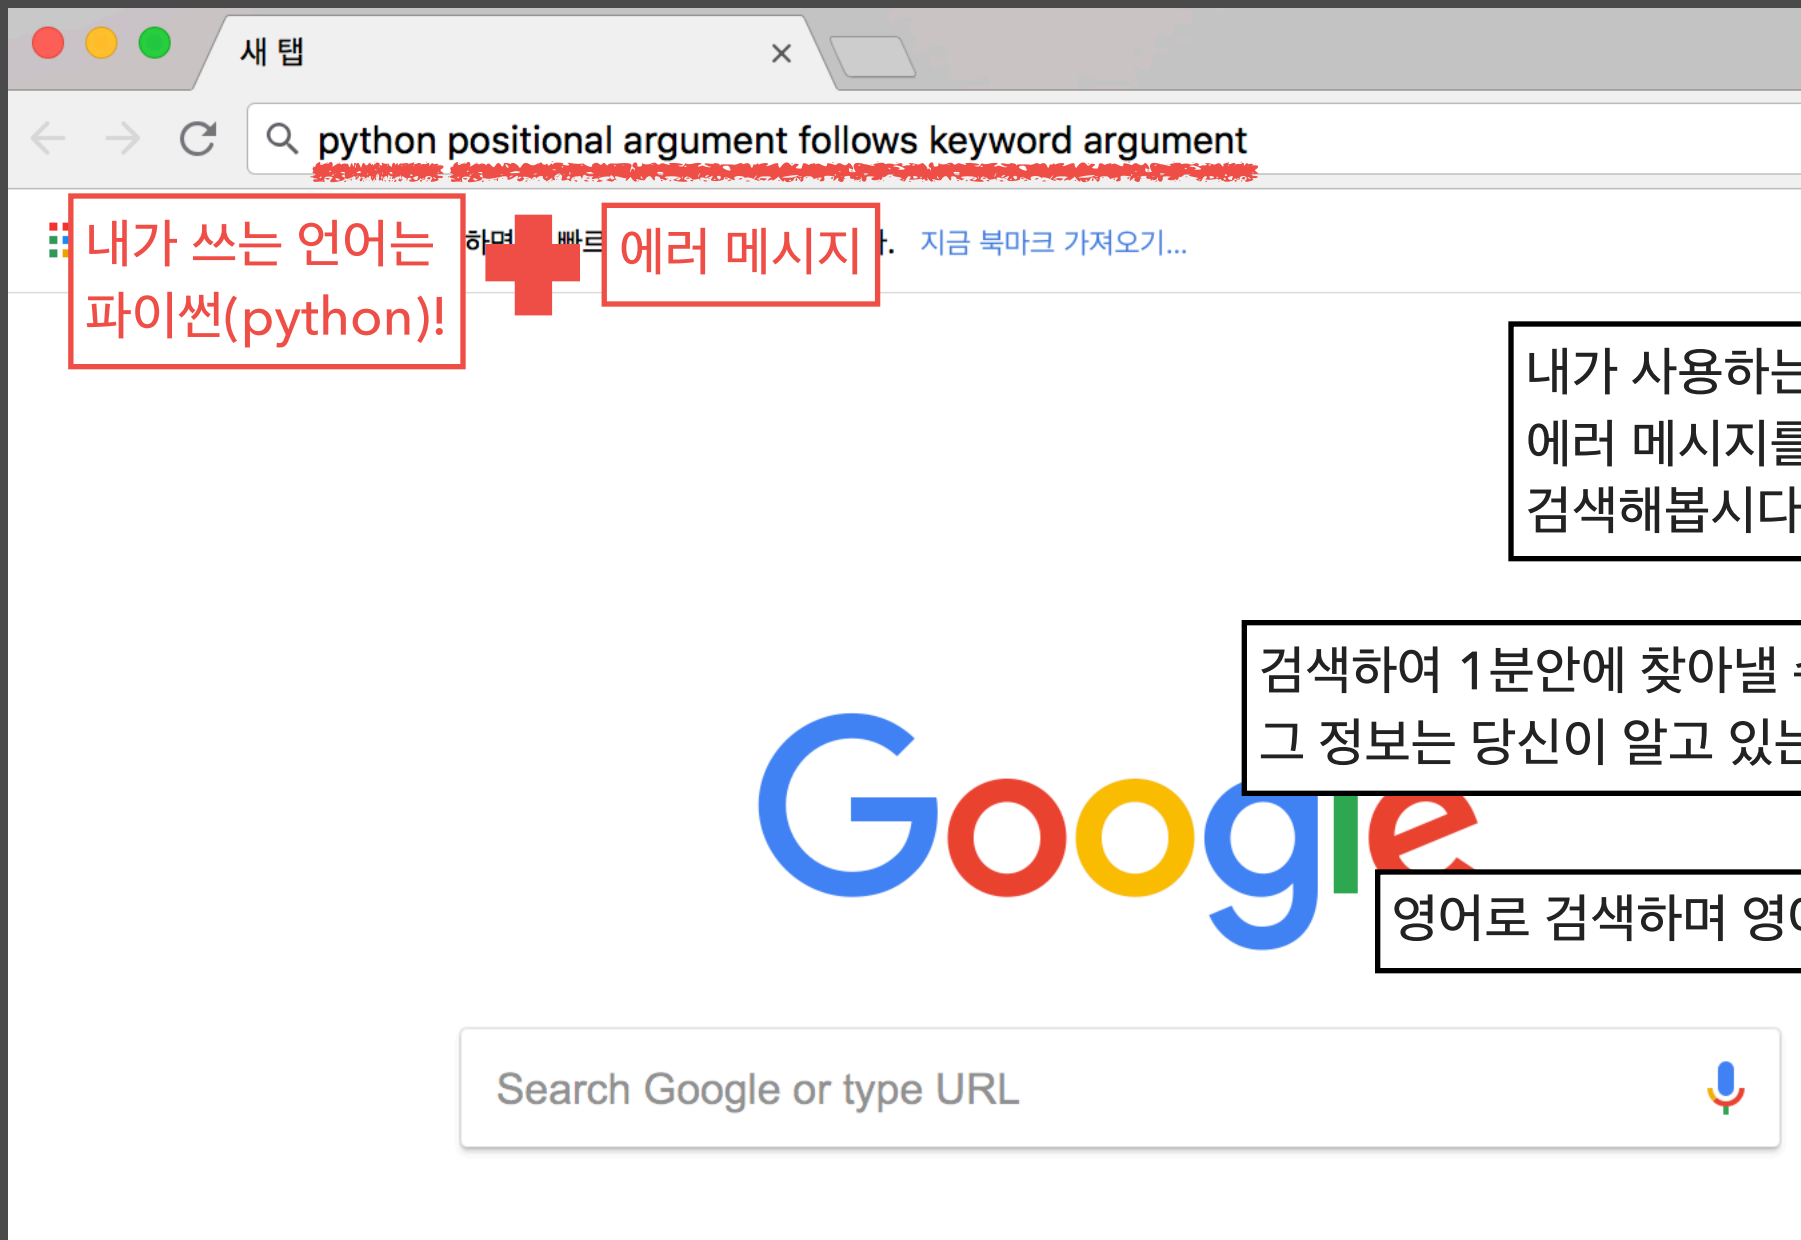 새 탭
python positional argument follows keyword argument
내가 쓰는 언어는
파이썬(python)!
에러 메시지
지금 북마크 가져오기...
내가 사용하는
에러 메시지를
검색해봅시다
검색하여 1분안에 찾아낼
그 정보는 당신이 알고 있는
영어로 검색하며
Google
Search Google or type URL